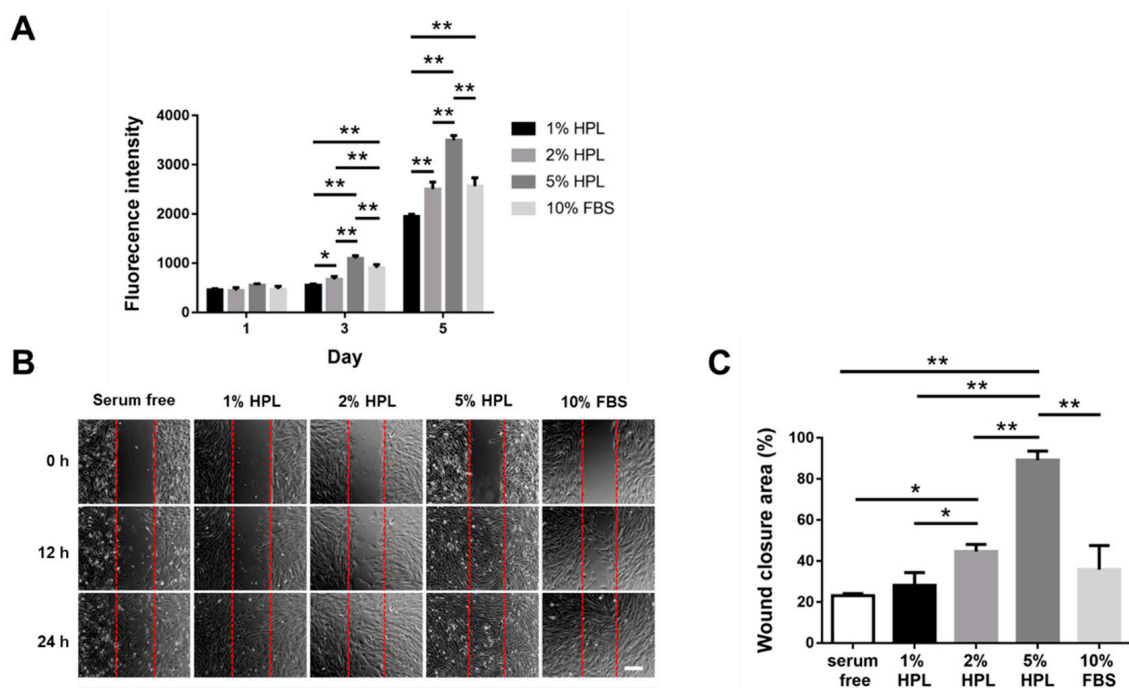 A
**
**
**
**
**
**
**
**
**
**
*
Fluorecence intensity
4000
3000
2000
1000
0
1
3
5
Day
1% HPL
2% HPL
5% HPL
10% FBS
B
Serum free
1% HPL
2% HPL
5% HPL
10% FBS
0 h
12 h
24 h
C
**
**
**
**
*
*
Wound closure area (%)
100
80
60
40
20
0
serum
free
1%
HPL
2%
HPL
5%
HPL
10%
FBS